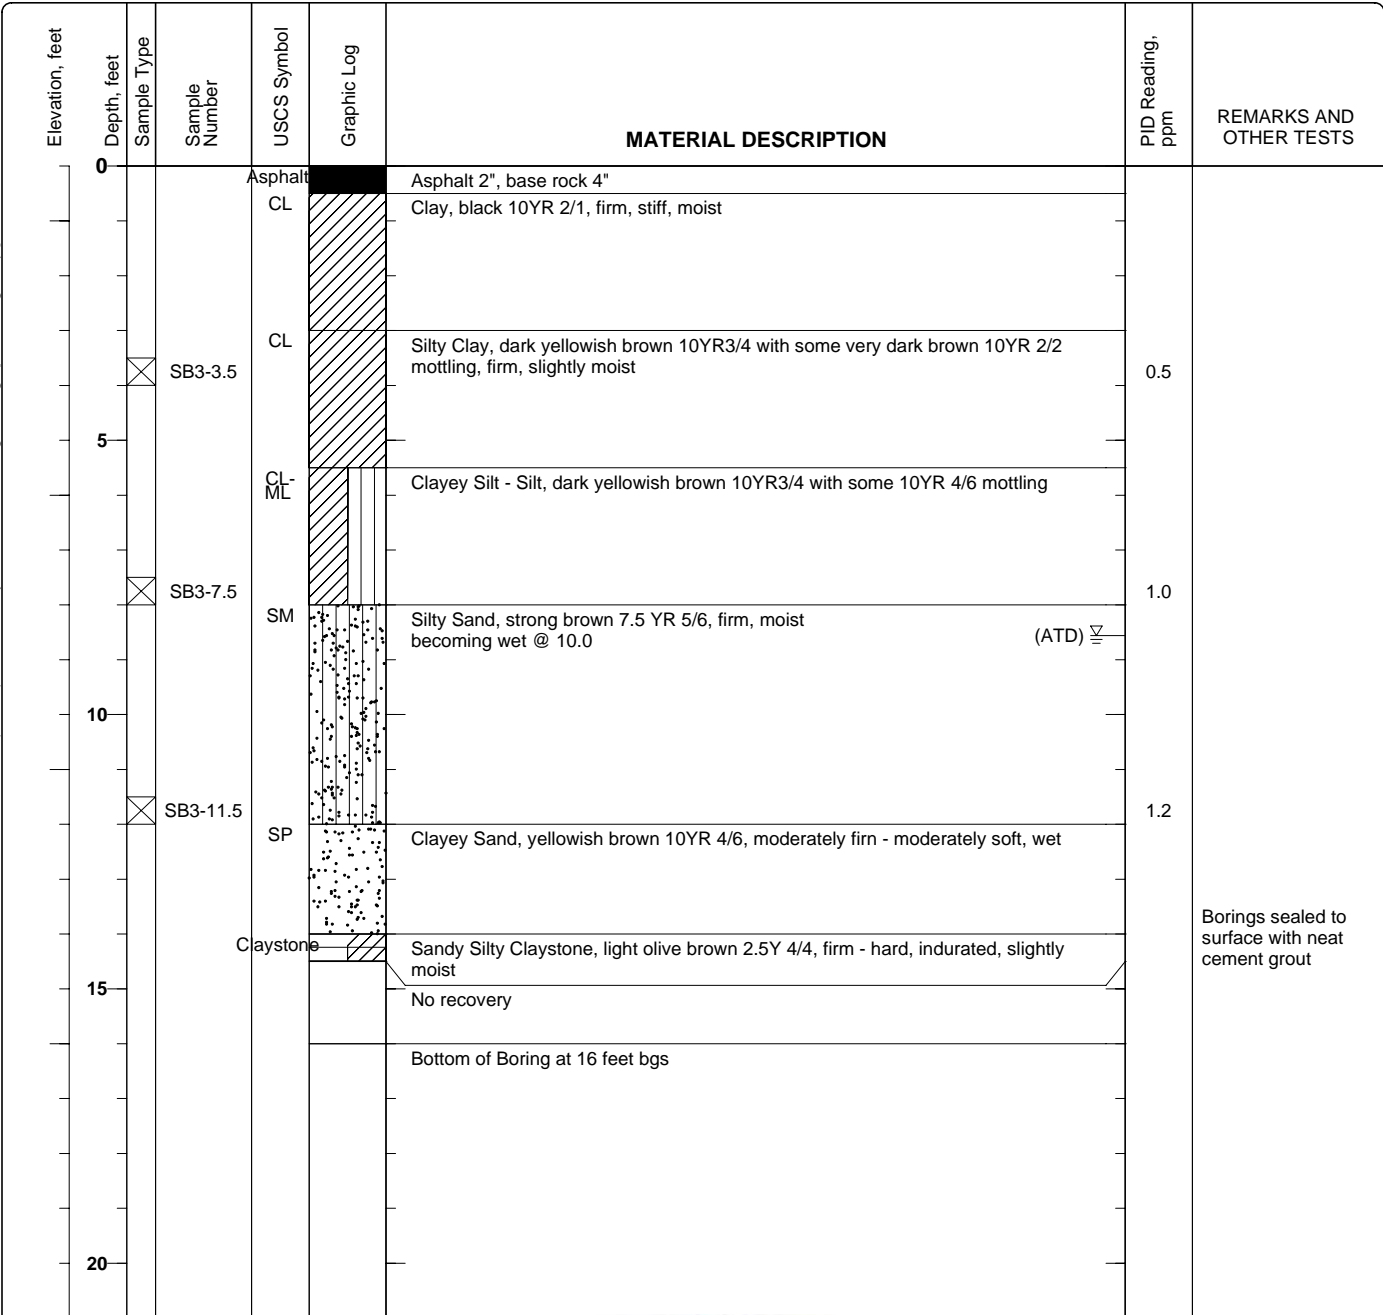 Elevation, feet
Depth, feet
Sample Type
Sample
Number
USCS Symbol
Graphic Log
MATERIAL DESCRIPTION
PID Reading,
ppm
REMARKS AND
OTHER TESTS
0
Asphalt
Asphalt 2", base rock 4"
CL
Clay, black 10YR 2/1, firm, stiff, moist
CL
Silty Clay, dark yellowish brown 10YR3/4 with some very dark brown 10YR 2/2
mottling, firm, slightly moist
SB3-3.5
0.5
5
CL-
ML
Clayey Silt - Silt, dark yellowish brown 10YR3/4 with some 10YR 4/6 mottling
SB3-7.5
1.0
SM
Silty Sand, strong brown 7.5 YR 5/6, firm, moist
becoming wet @ 10.0
(ATD)
10
SB3-11.5
1.2
SP
Clayey Sand, yellowish brown 10YR 4/6, moderately firn - moderately soft, wet
Claystone
Sandy Silty Claystone, light olive brown 2.5Y 4/4, firm - hard, indurated, slightly
moist
Borings sealed to
surface with neat
cement grout
15
No recovery
Bottom of Boring at 16 feet bgs
20